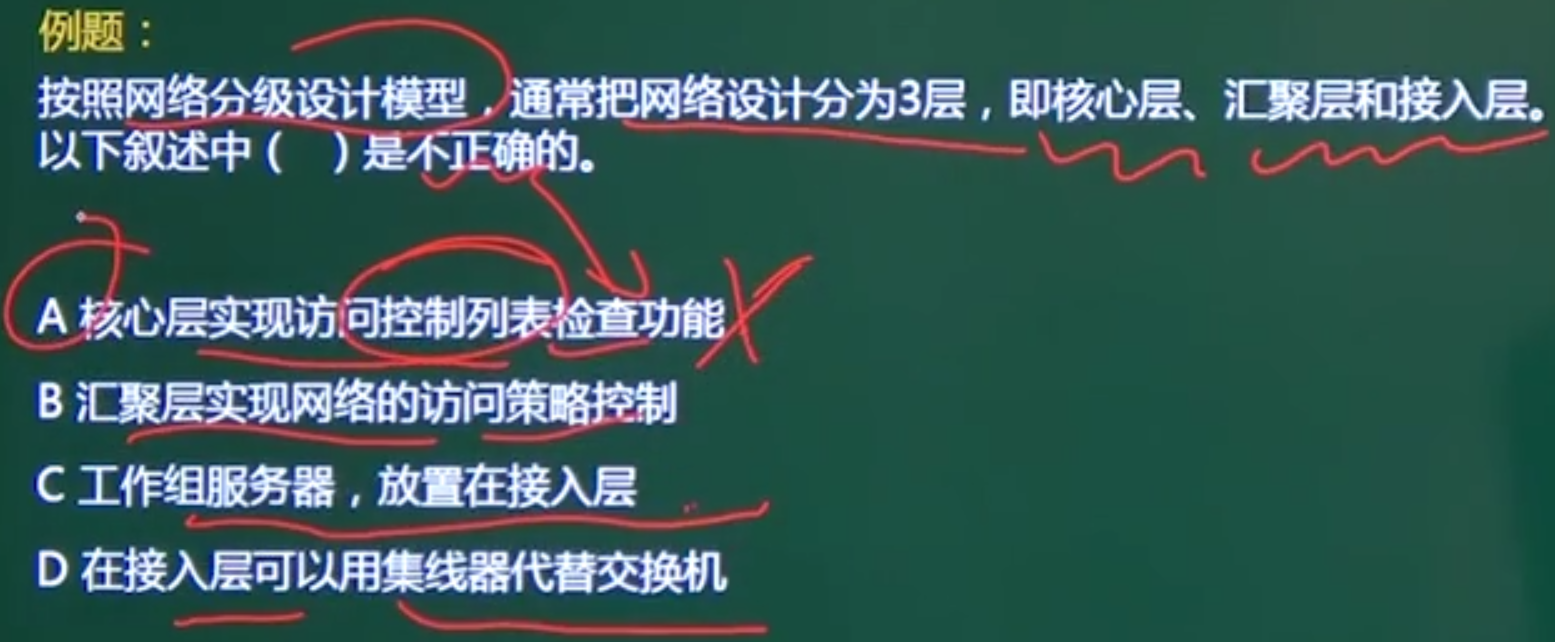 例题：
按照网络分级设计模型，通常把网络设计分为3层，即核心层、汇聚层和接入层。
以下叙述中（　）是不正确的。
A 核心层实现访问控制列表检查功能
B 汇聚层实现网络的访问策略控制
C 工作组服务器，放置在接入层
D 在接入层可以用集线器代替交换机